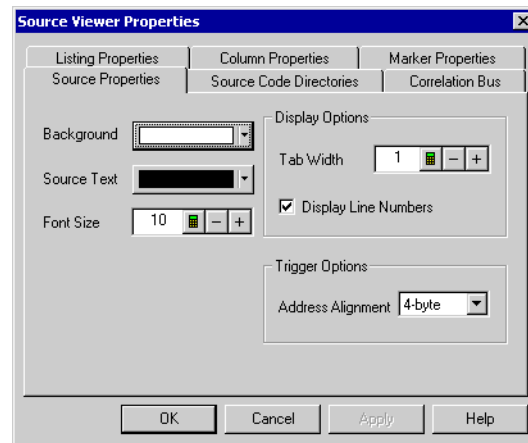 Source Viewer Properties
Listing Properties Column Properties Marker Properties
Source Properties Source Code Directories Correlation Bus
Background
Source Text
Font Size 10
Display Options
Tab Width 1
Display Line Numbers
Trigger Options
Address Alignment 4-byte
OK Cancel Apply Help